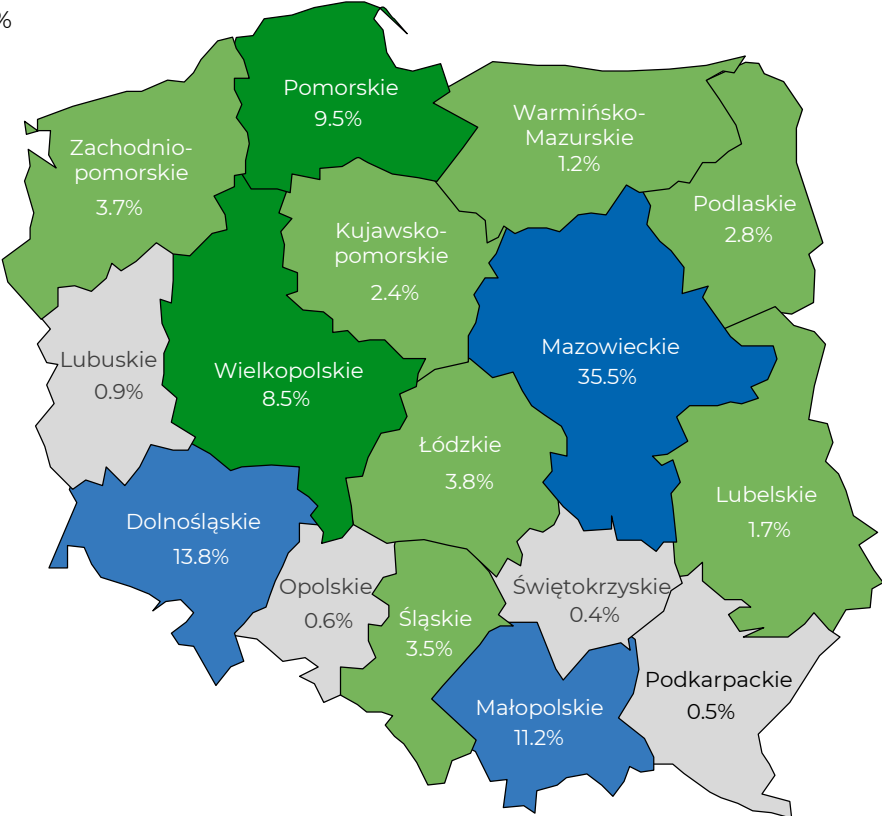 %
Pomorskie
9.5%
Warmińsko-
Mazurskie
1.2%
Zachodnio-
pomorskie
3.7%
Podlaskie
2.8%
Kujawsko-
pomorskie
2.4%
Mazowieckie
35.5%
Lubuskie
0.9%
Wielkopolskie
8.5%
Łódzkie
3.8%
Lubelskie
1.7%
Dolnośląskie
13.8%
Opolskie
0.6%
Świętokrzyskie
0.4%
Śląskie
3.5%
Podkarpackie
0.5%
Małopolskie
11.2%